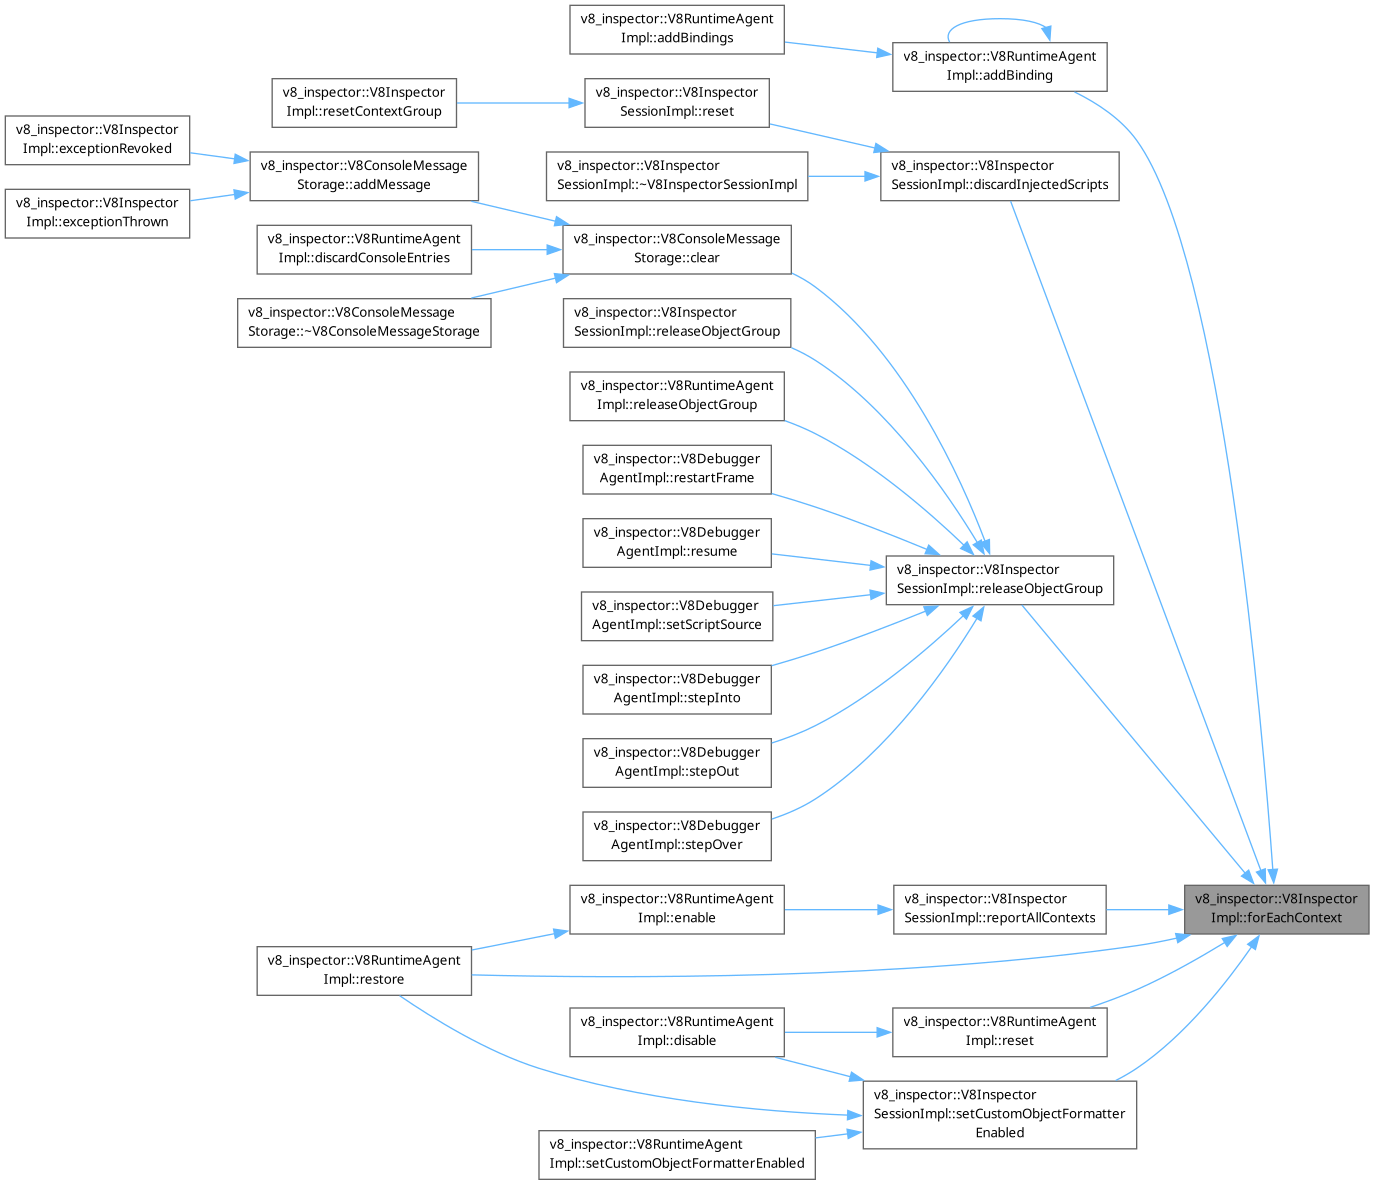 v8_inspector::V8RuntimeAgent
Impl::addBindings
v8_inspector::V8RuntimeAgent
Impl::addBinding
v8_inspector::V8Inspector
Impl::resetContextGroup
v8_inspector::V8Inspector
SessionImpl::reset
v8_inspector::V8Inspector
Impl::exceptionRevoked
v8_inspector::V8ConsoleMessage
Storage::addMessage
v8_inspector::V8Inspector
SessionImpl::~V8InspectorSessionImpl
v8_inspector::V8Inspector
SessionImpl::discardInjectedScripts
v8_inspector::V8Inspector
Impl::exceptionThrown
v8_inspector::V8RuntimeAgent
Impl::discardConsoleEntries
v8_inspector::V8ConsoleMessage
Storage::clear
v8_inspector::V8ConsoleMessage
Storage::~V8ConsoleMessageStorage
v8_inspector::V8Inspector
SessionImpl::releaseObjectGroup
v8_inspector::V8RuntimeAgent
Impl::releaseObjectGroup
v8_inspector::V8Debugger
AgentImpl::restartFrame
v8_inspector::V8Debugger
AgentImpl::resume
v8_inspector::V8Inspector
SessionImpl::releaseObjectGroup
v8_inspector::V8Debugger
AgentImpl::setScriptSource
v8_inspector::V8Debugger
AgentImpl::stepInto
v8_inspector::V8Debugger
AgentImpl::stepOut
v8_inspector::V8Debugger
AgentImpl::stepOver
v8_inspector::V8RuntimeAgent
Impl::enable
v8_inspector::V8Inspector
SessionImpl::reportAllContexts
v8_inspector::V8Inspector
Impl::forEachContext
v8_inspector::V8RuntimeAgent
Impl::restore
v8_inspector::V8RuntimeAgent
Impl::disable
v8_inspector::V8RuntimeAgent
Impl::reset
v8_inspector::V8Inspector
SessionImpl::setCustomObjectFormatter
Enabled
v8_inspector::V8RuntimeAgent
Impl::setCustomObjectFormatterEnabled